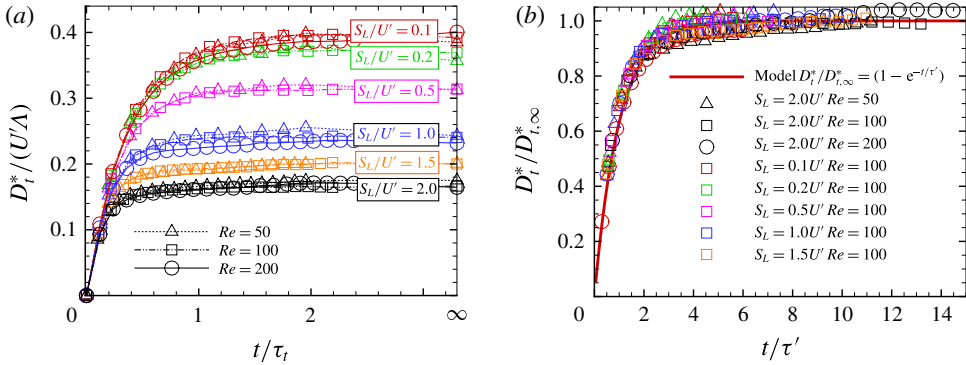 (a)
0.4
0.3
0.2
0.1
D*t/(U′Λ)
S_L/U′ = 0.1
S_L/U′ = 0.2
S_L/U′ = 0.5
S_L/U′ = 1.0
S_L/U′ = 1.5
S_L/U′ = 2.0
Re = 50
Re = 100
Re = 200
0 1 2 ∞
t/τ_t
(b)
1.0
0.8
0.6
0.4
0.2
D*t/D*t,∞
Model D*t/D*t,∞ = (1 − e^−t/τ′)
S_L = 2.0U′ Re = 50
S_L = 2.0U′ Re = 100
S_L = 2.0U′ Re = 200
S_L = 0.1U′ Re = 100
S_L = 0.2U′ Re = 100
S_L = 0.5U′ Re = 100
S_L = 1.0U′ Re = 100
S_L = 1.5U′ Re = 100
0 2 4 6 8 10 12 14
t/τ′